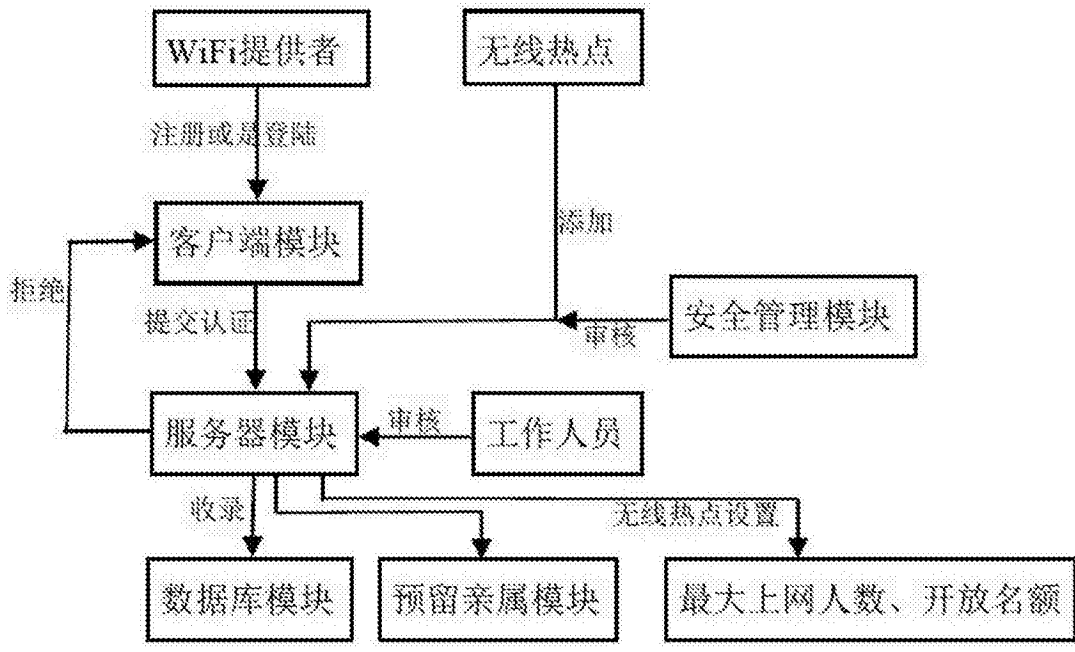 WiFi提供者
无线热点
注册或是登陆
添加
客户端模块
拒绝
提交认证
安全管理模块
审核
服务器模块
审核
工作人员
收录
无线热点设置
数据库模块
预留亲属模块
最大上网人数、开放名额